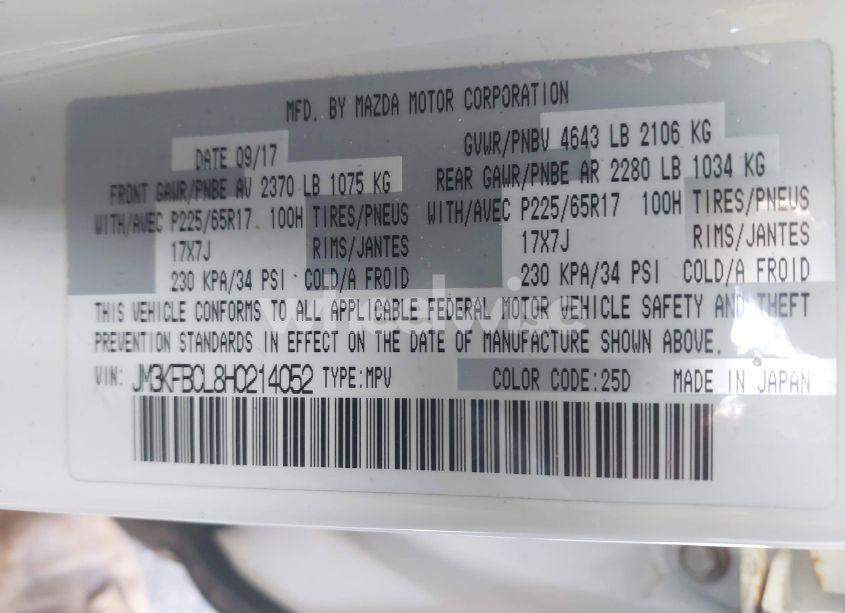 MFD. BY MAZDA MOTOR CORPORATION
DATE 09/17
GVWR/PNBV 4643 LB 2106 KG
FRONT GAWR/PNBE AV 2370 LB 1075 KG
REAR GAWR/PNBE AR 2280 LB 1034 KG
WITH/AVEC P225/65R17 100H TIRES/PNEUS
WITH/AVEC P225/65R17 100H TIRES/PNEUS
17X7J RIMS/JANTES
17X7J RIMS/JANTES
230 KPA/34 PSI COLD/A FROID
230 KPA/34 PSI COLD/A FROID
THIS VEHICLE CONFORMS TO ALL APPLICABLE FEDERAL MOTOR VEHICLE SAFETY AND THEFT
PREVENTION STANDARDS IN EFFECT ON THE DATE OF MANUFACTURE SHOWN ABOVE.
wheelwise
VIN: JM3KFBCL8H0214052 TYPE:MPV COLOR CODE:25D MADE IN JAPAN